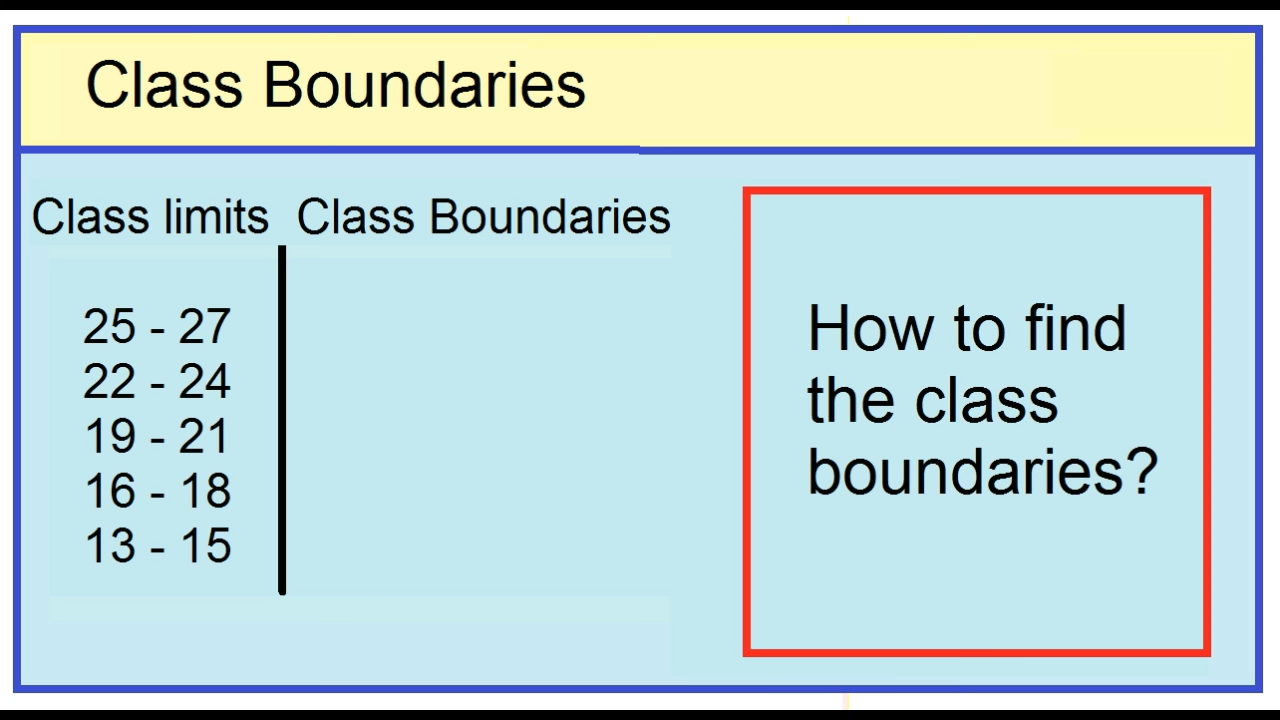 Class Boundaries
Class limits Class Boundaries
25 - 27
22 - 24
19 - 21
16 - 18
13 - 15
How to find
the class
boundaries?